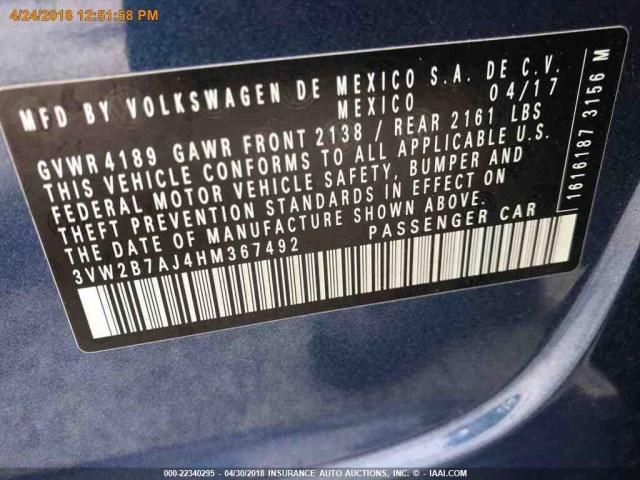 4/24/2018 12:51:58 PM
MFD BY VOLKSWAGEN DE MEXICO S.A. DE C.V.
MEXICO 04/17
GVWR4189 GAWR FRONT 2138 / REAR 2161 LBS
THIS VEHICLE CONFORMS TO ALL APPLICABLE U.S.
FEDERAL MOTOR VEHICLE SAFETY, BUMPER AND
THEFT PREVENTION STANDARDS IN EFFECT ON
THE DATE OF MANUFACTURE SHOWN ABOVE.
3VW2B7AJ4HM367492 PASSENGER CAR
1616187 3156 M
000-22340295 - 04/30/2018 INSURANCE AUTO AUCTIONS, INC. - IAAI.COM